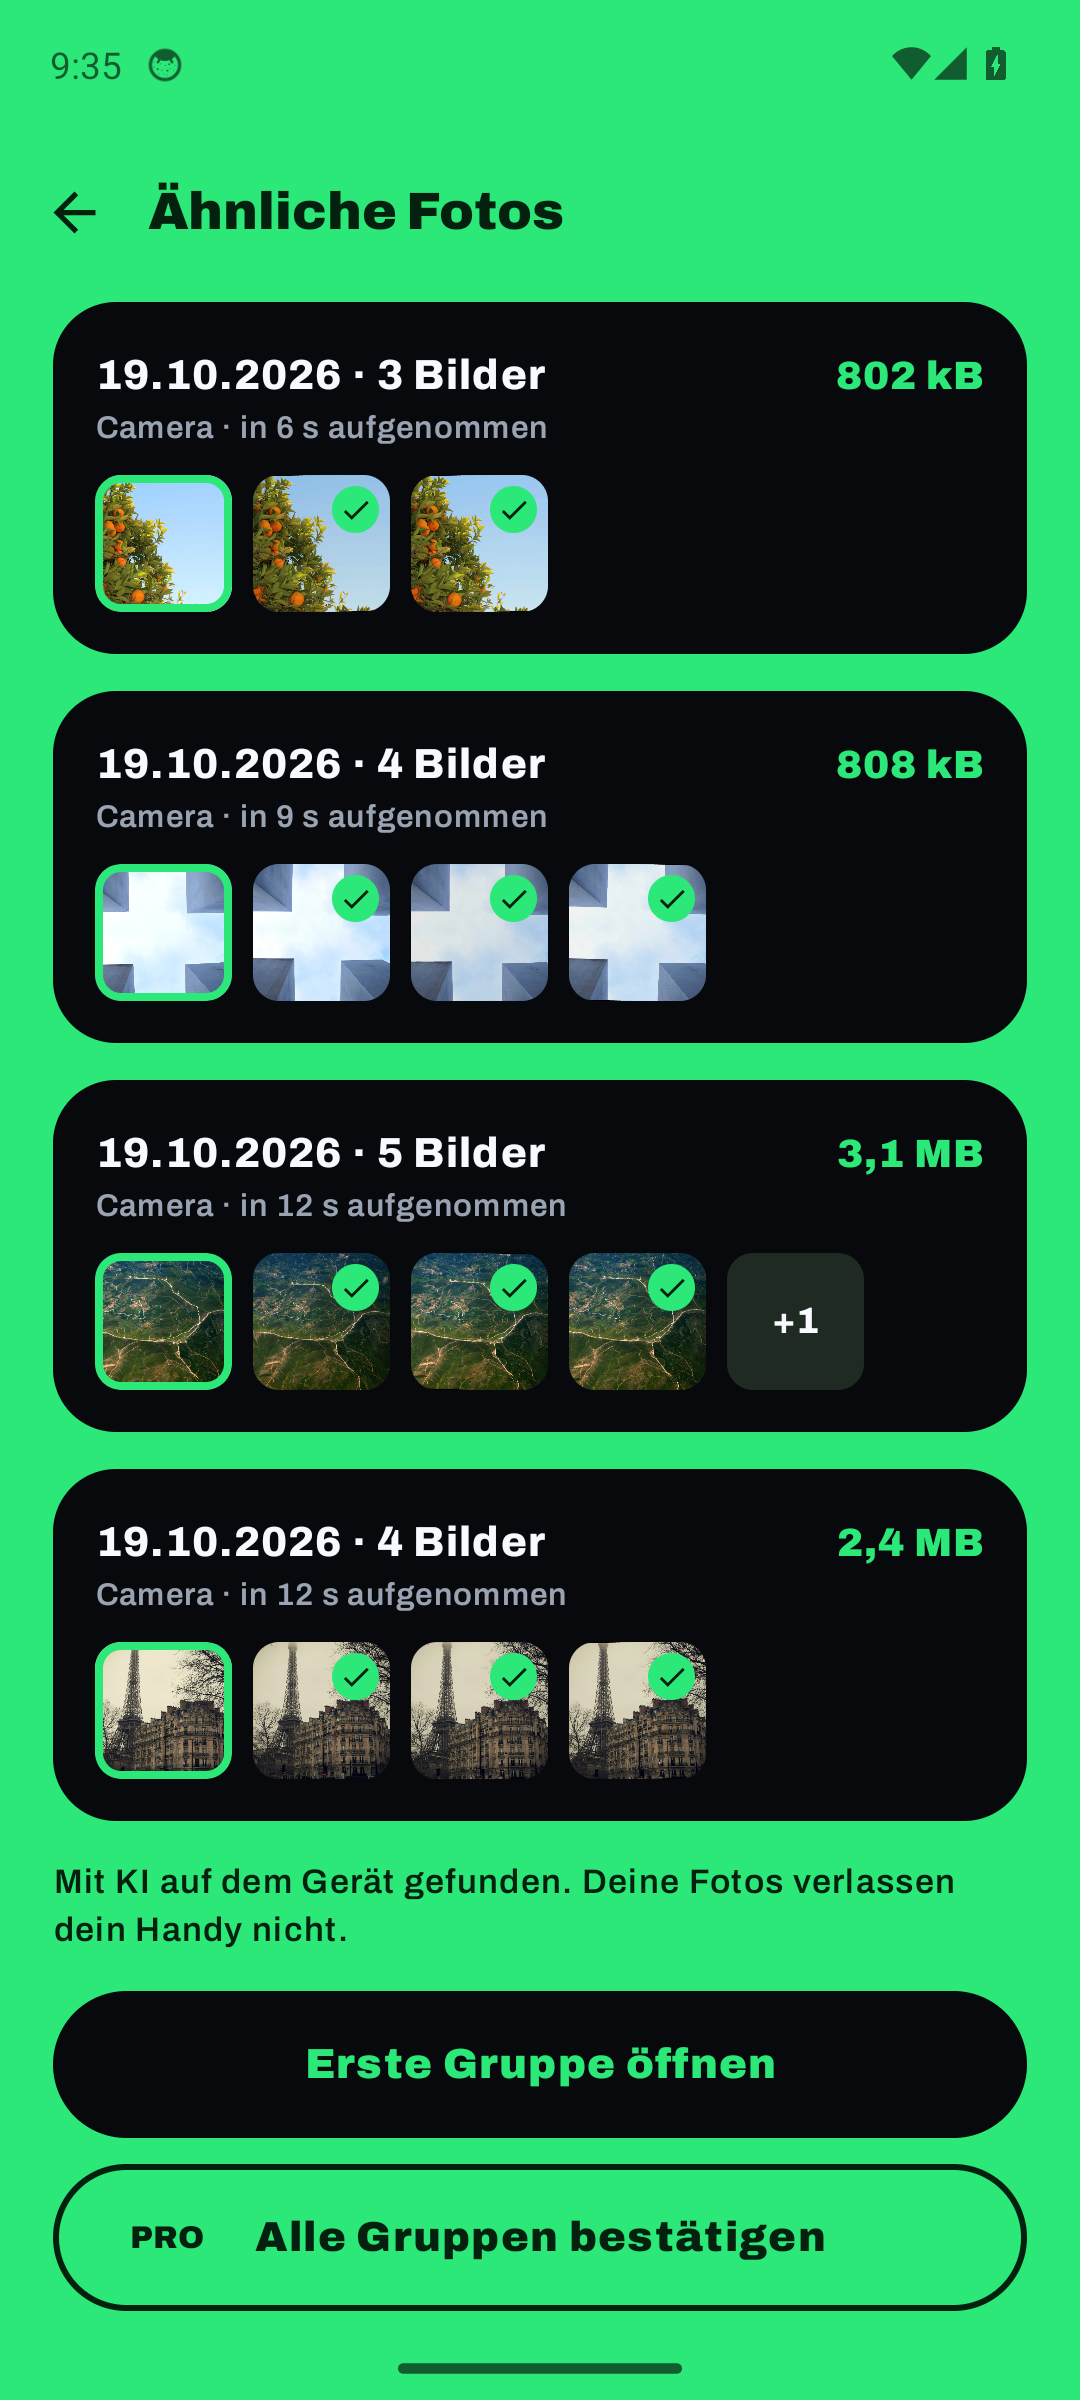 9:35
Ähnliche Fotos
19.10.2026 · 3 Bilder
802 kB
Camera · in 6 s aufgenommen
19.10.2026 · 4 Bilder
808 kB
Camera · in 9 s aufgenommen
19.10.2026 · 5 Bilder
3,1 MB
Camera · in 12 s aufgenommen
+1
19.10.2026 · 4 Bilder
2,4 MB
Camera · in 12 s aufgenommen
Mit KI auf dem Gerät gefunden. Deine Fotos verlassen
dein Handy nicht.
Erste Gruppe öffnen
PRO Alle Gruppen bestätigen